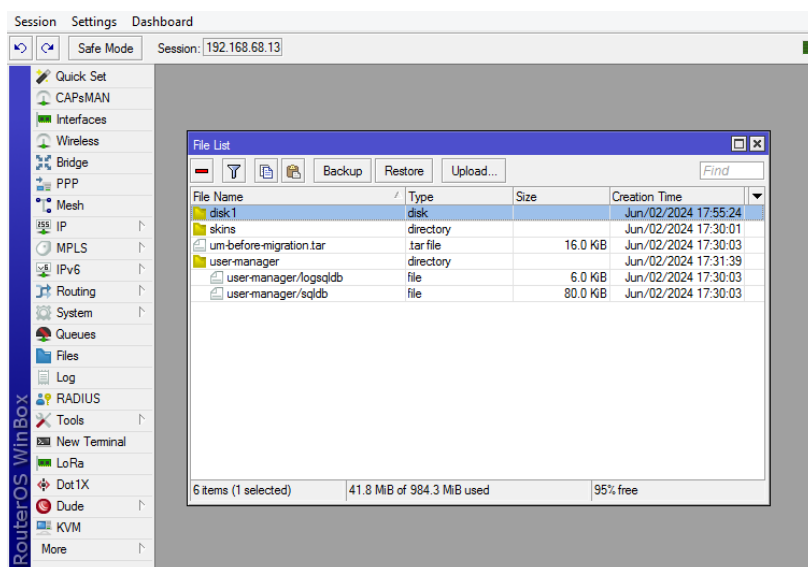 Session Settings Dashboard
Safe Mode Session: 192.168.68.13
Quick Set
CAPsMAN
Interfaces
Wireless
Bridge
PPP
Mesh
IP
MPLS
IPv6
Routing
System
Queues
Files
Log
RADIUS
Tools
New Terminal
LoRa
Dot1X
Dude
KVM
More
RouterOS WinBox
File List
Backup Restore Upload... Find
File Name / Type Size Creation Time
disk1 disk Jun/02/2024 17:55:24
skins directory Jun/02/2024 17:30:01
um-before-migration.tar .tar file 16.0 KiB Jun/02/2024 17:30:03
user-manager directory Jun/02/2024 17:31:39
user-manager/logsqldb file 6.0 KiB Jun/02/2024 17:30:03
user-manager/sqldb file 80.0 KiB Jun/02/2024 17:30:03
6 items (1 selected) 41.8 MiB of 984.3 MiB used 95% free